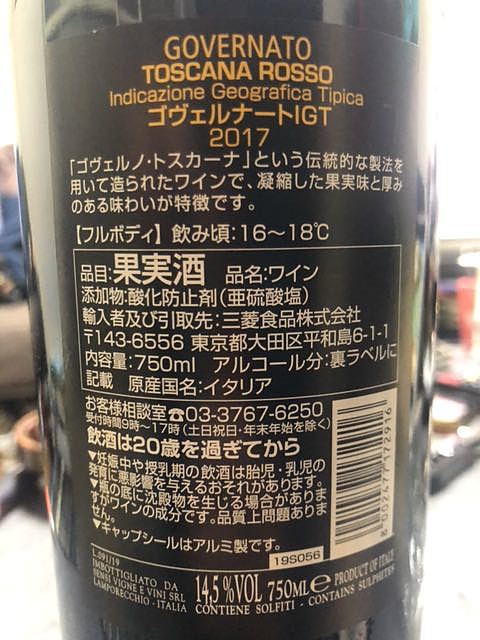 GOVERNATO
TOSCANA ROSSO
Indicazione Geografica Tipica
ゴヴェルナートIGT
2017
「ゴヴェルノ・トスカーナ」という伝統的な製法を
用いて造られたワインで、凝縮した果実味と厚み
のある味わいが特徴です。
【フルボディ】飲み頃:16〜18℃
品目:果実酒 品名:ワイン
添加物:酸化防止剤(亜硫酸塩)
輸入者及び引取先:三菱食品株式会社
〒143-6556 東京都大田区平和島6-1-1
内容量:750ml アルコール分:裏ラベルに
記載 原産国名:イタリア
お客様相談室☎03-3767-6250
受付時間9時〜17時(土日祝日・年末年始を除く)
飲酒は20歳を過ぎてから
▼妊娠中や授乳期の飲酒は胎児・乳児の
発育に悪影響を与えるおそれがあります。
▼瓶の底に沈殿物を生じる場合がありま
すがワインの成分です。品質上問題ありま
せん。
▼キャップシールはアルミ製です。
8002477172916
19S056
L.091/19
IMBOTTIGLIATO DA
SENSI VIGNE E VINI SRL
LAMPORECCHIO - ITALIA
14,5 %VOL 750ML e PRODUCT OF ITALY
CONTIENE SOLFITI - CONTAINS SULPHITES